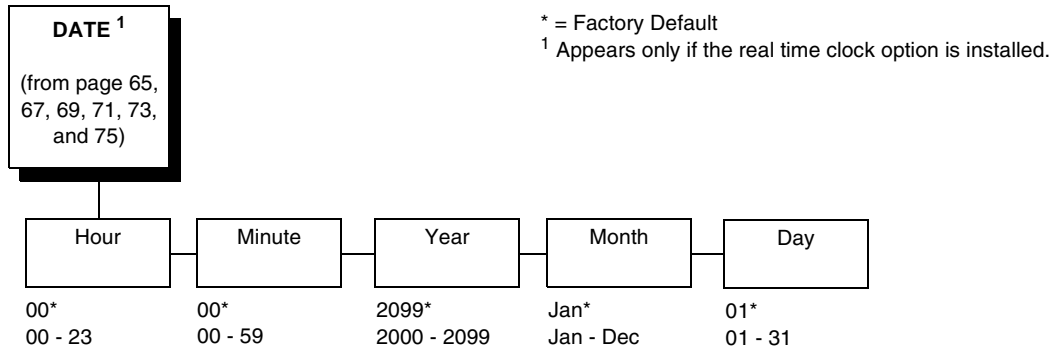 DATE 1
(from page 65,
67, 69, 71, 73,
and 75)
* = Factory Default
1 Appears only if the real time clock option is installed.
Hour
Minute
Year
Month
Day
00*
00 - 23
00*
00 - 59
2099*
2000 - 2099
Jan*
Jan - Dec
01*
01 - 31